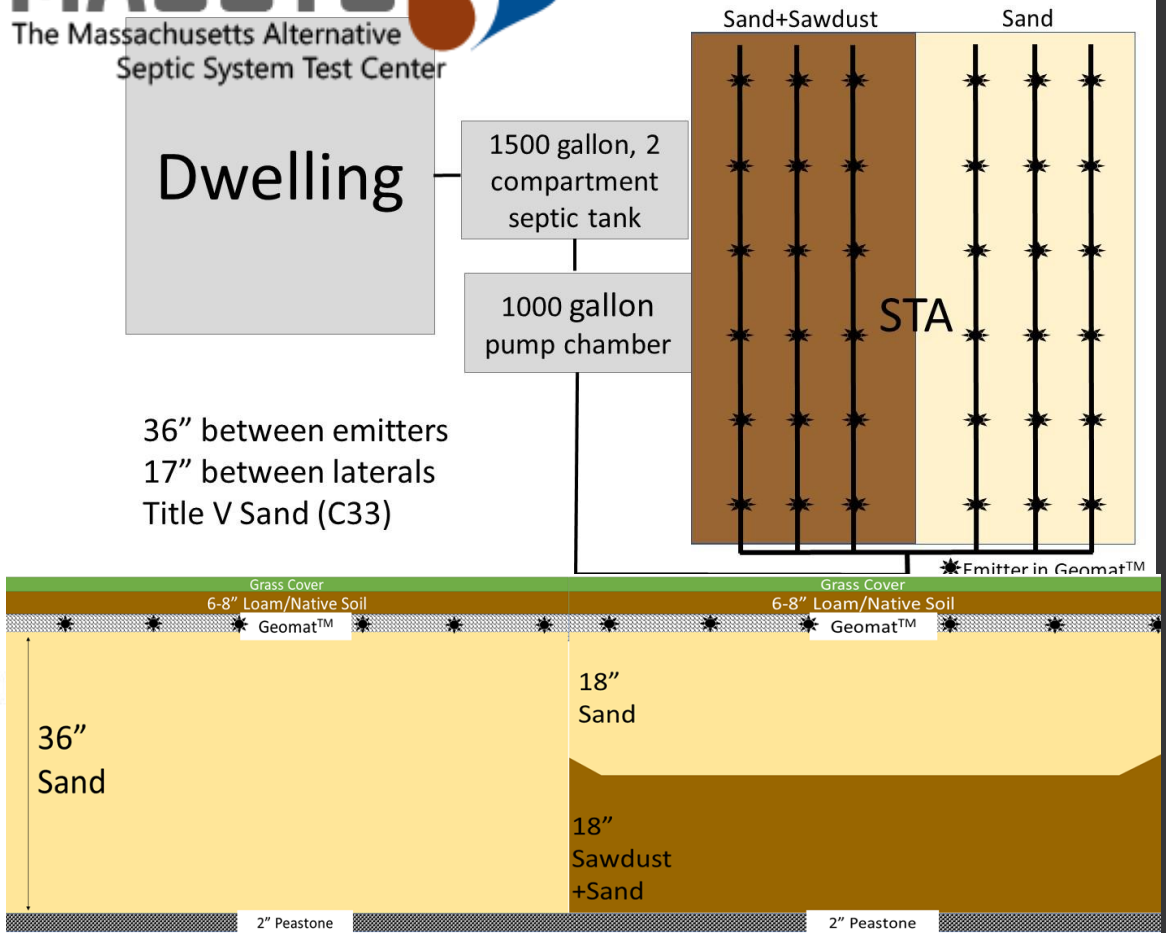 The Massachusetts Alternative
Septic System Test Center
Sand+Sawdust
Sand
Dwelling
1500 gallon, 2
compartment
septic tank
1000 gallon
pump chamber
STA
36” between emitters
17” between laterals
Title V Sand (C33)
Emitter in Geomat™
Grass Cover
6-8” Loam/Native Soil
Geomat™
36”
Sand
2” Peastone
Grass Cover
6-8” Loam/Native Soil
Geomat™
18”
Sand
18”
Sawdust
+Sand
2” Peastone